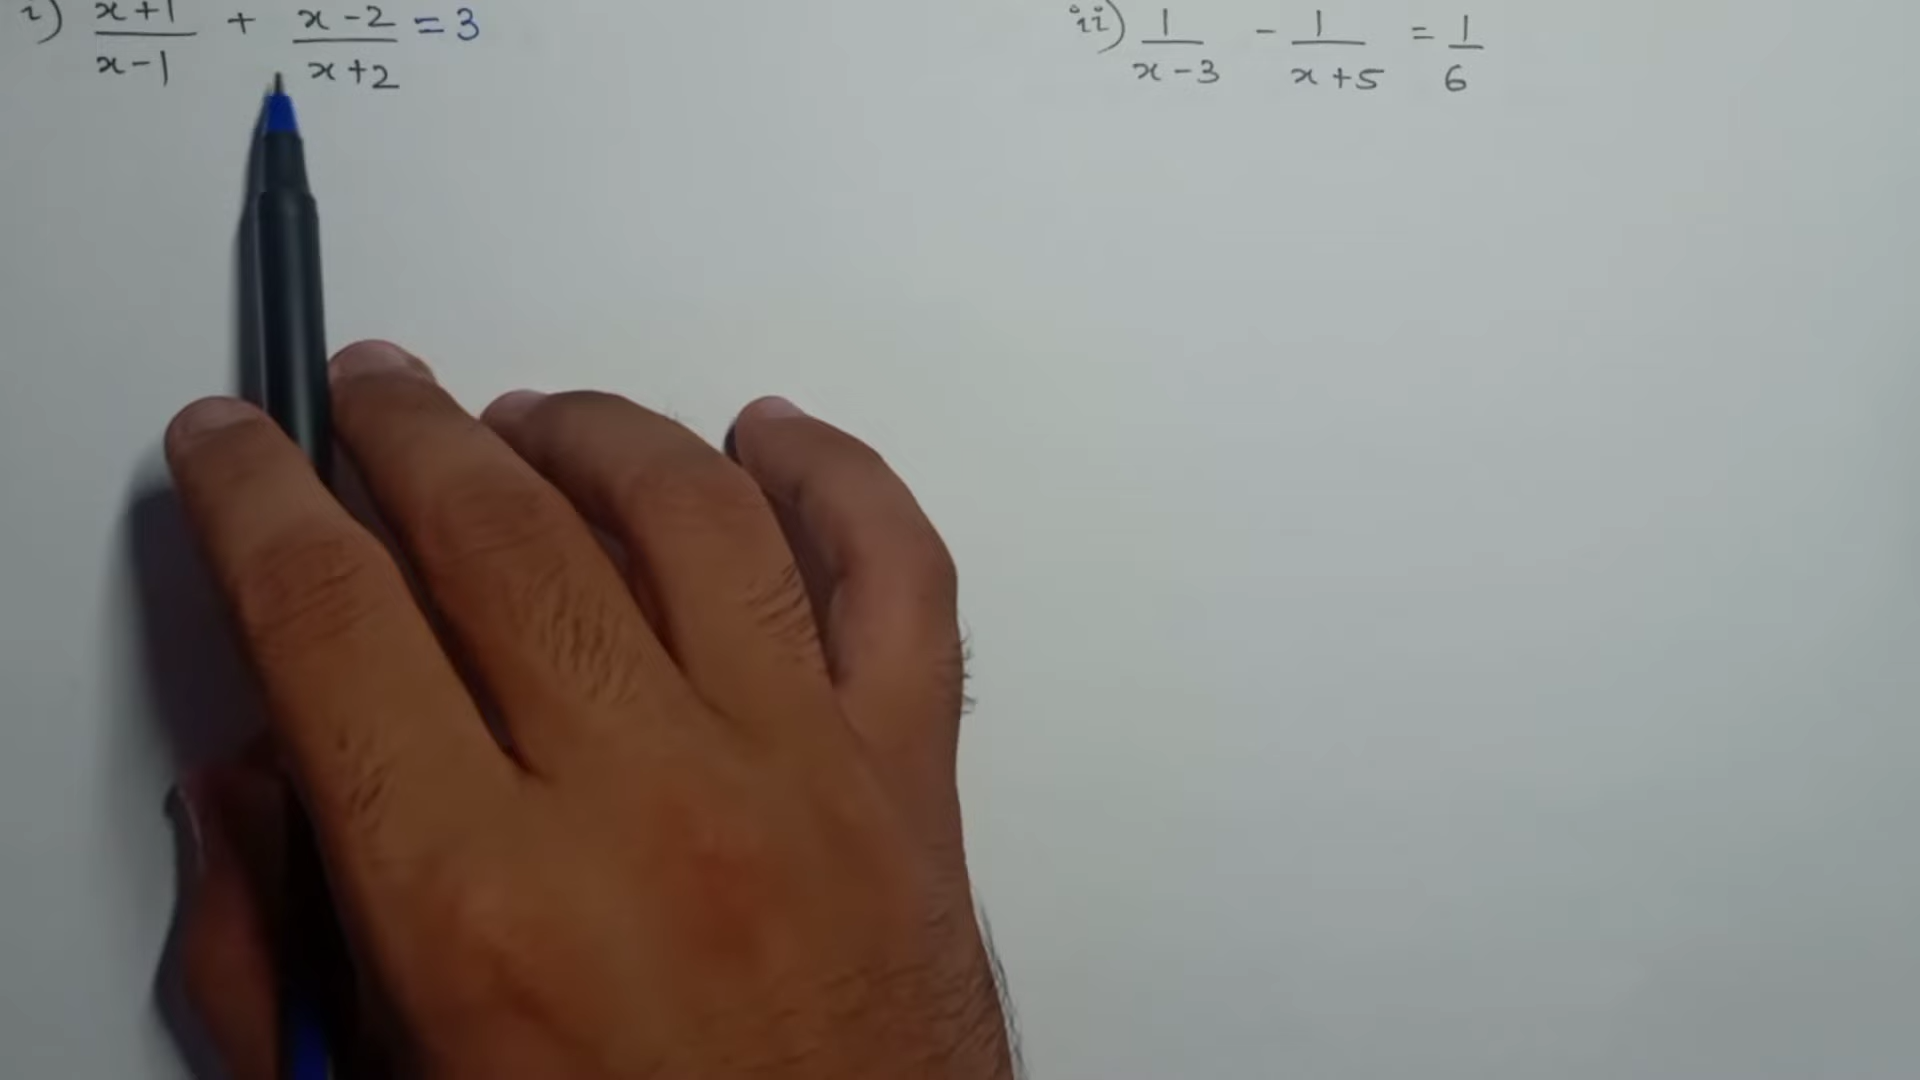 i) x+1/x-1 + x-2/x+2 = 3
ii) 1/x-3 - 1/x+5 = 1/6